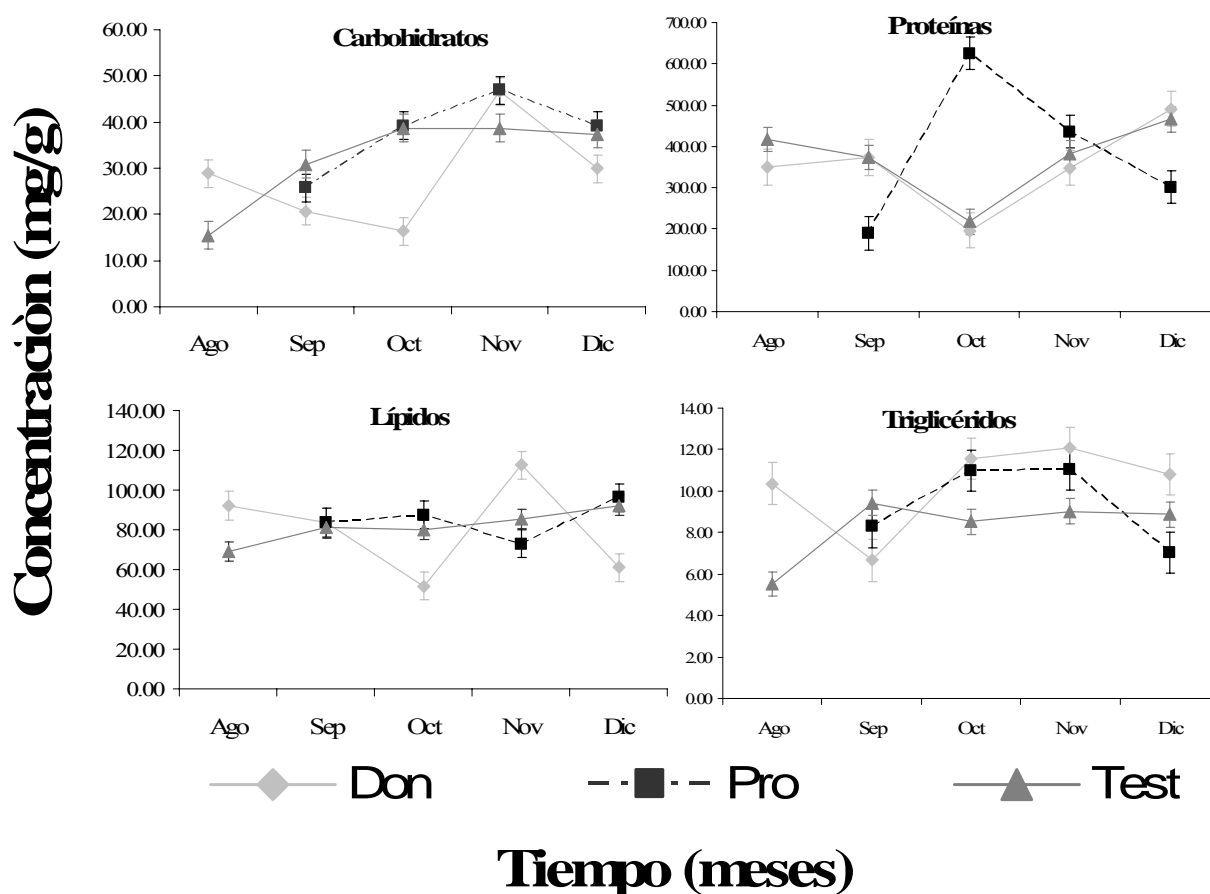 Concentraciòn (mg/g)
Carbohidratos
60.00
50.00
40.00
30.00
20.00
10.00
0.00
Ago Sep Oct Nov Dic
Proteínas
700.00
600.00
500.00
400.00
300.00
200.00
100.00
0.00
Ago Sep Oct Nov Dic
Lípidos
140.00
120.00
100.00
80.00
60.00
40.00
20.00
0.00
Ago Sep Oct Nov Dic
Triglicéridos
14.00
12.00
10.00
8.00
6.00
4.00
2.00
0.00
Ago Sep Oct Nov Dic
Don Pro Test
Tiempo (meses)